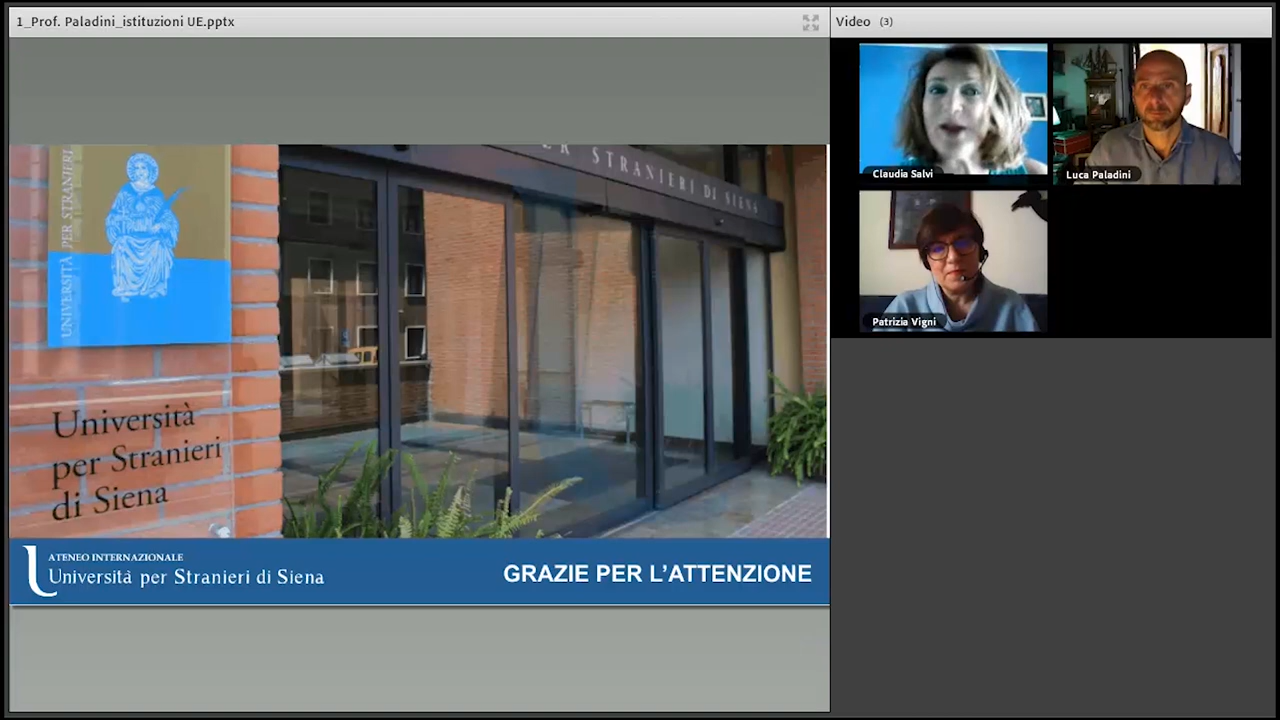 1_Prof. Paladini_istituzioni UE.pptx
Video (3)
Claudia Salvi
Luca Paladini
Patrizia Vigni
UNIVERSITÀ PER STRANIERI
ER STRANIERI DI SIENA
Università
per Stranieri
di Siena
ATENEO INTERNAZIONALE
Università per Stranieri di Siena
GRAZIE PER L’ATTENZIONE